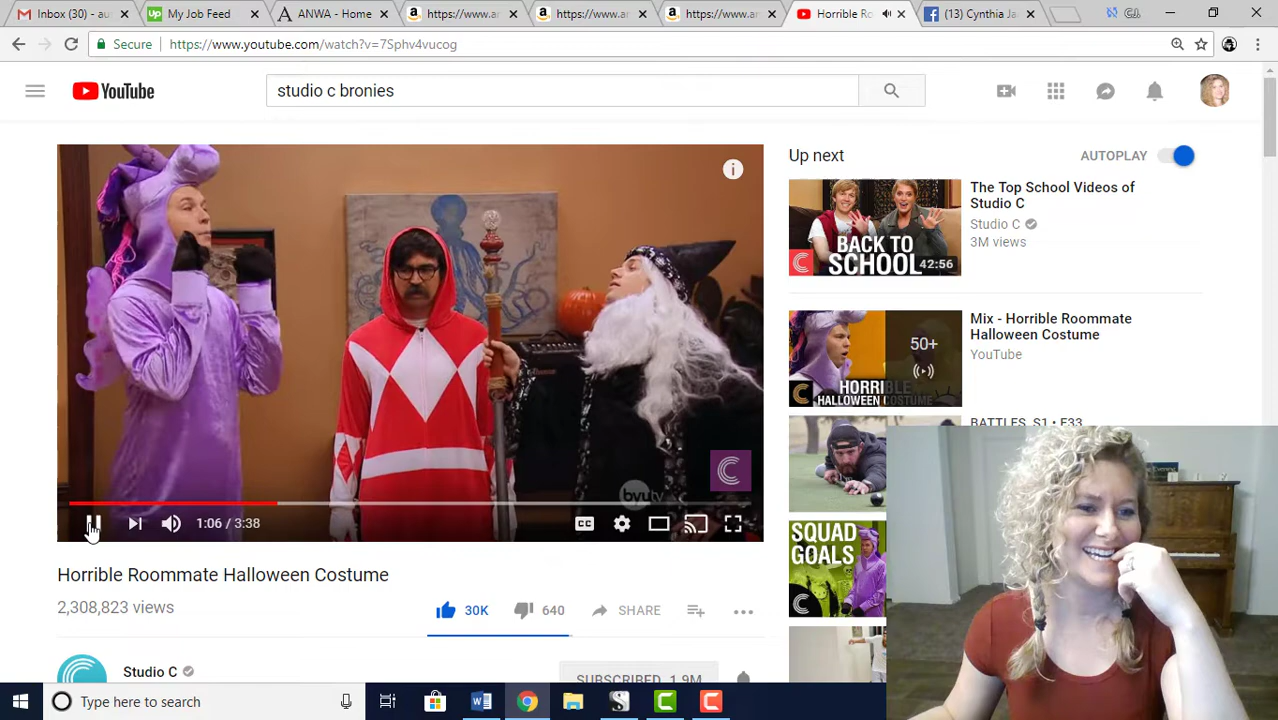 Inbox (30) - au
My Job Feed
ANWA - Home
https://www.ar
https://www.ar
https://www.ar
Horrible Ro
(13) Cynthia Ja
C.J.
Secure
https://www.youtube.com/watch?v=7Sphv4vucog
YouTube
studio c bronies
Up next
AUTOPLAY
The Top School Videos of
Studio C
Studio C
3M views
BACK TO
SCHOOL
42:56
Mix - Horrible Roommate
Halloween Costume
YouTube
50+
HORRIBLE
HALLOWEEN COSTUME
BATTLES, S1 • E33
SQUAD
GOALS
byutv
1:06 / 3:38
CC
Horrible Roommate Halloween Costume
2,308,823 views
30K
640
SHARE
Studio C
SUBSCRIBED 1.9M
Type here to search